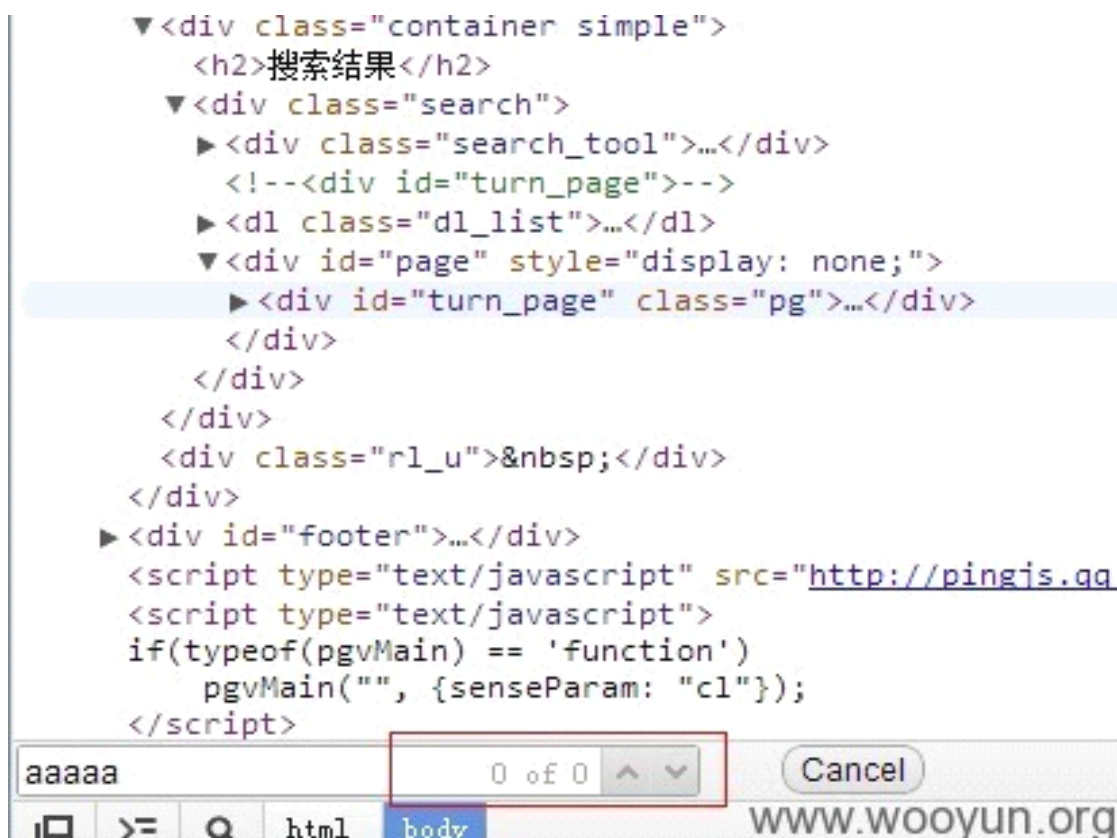 ▼<div class="container simple">
<h2>搜索结果</h2>
▼<div class="search">
▶<div class="search_tool">…</div>
<!--<div id="turn_page">-->
▶<dl class="dl_list">…</dl>
▼<div id="page" style="display: none;">
▶<div id="turn_page" class="pg">…</div>
</div>
</div>
</div>
<div class="rl_u">&nbsp;</div>
</div>
▶<div id="footer">…</div>
<script type="text/javascript" src="http://pingjs.qq
<script type="text/javascript">
if(typeof(pgvMain) == 'function')
pgvMain("", {senseParam: "cl"});
</script>
aaaaa 0 of 0 Cancel
html body www.wooyun.org